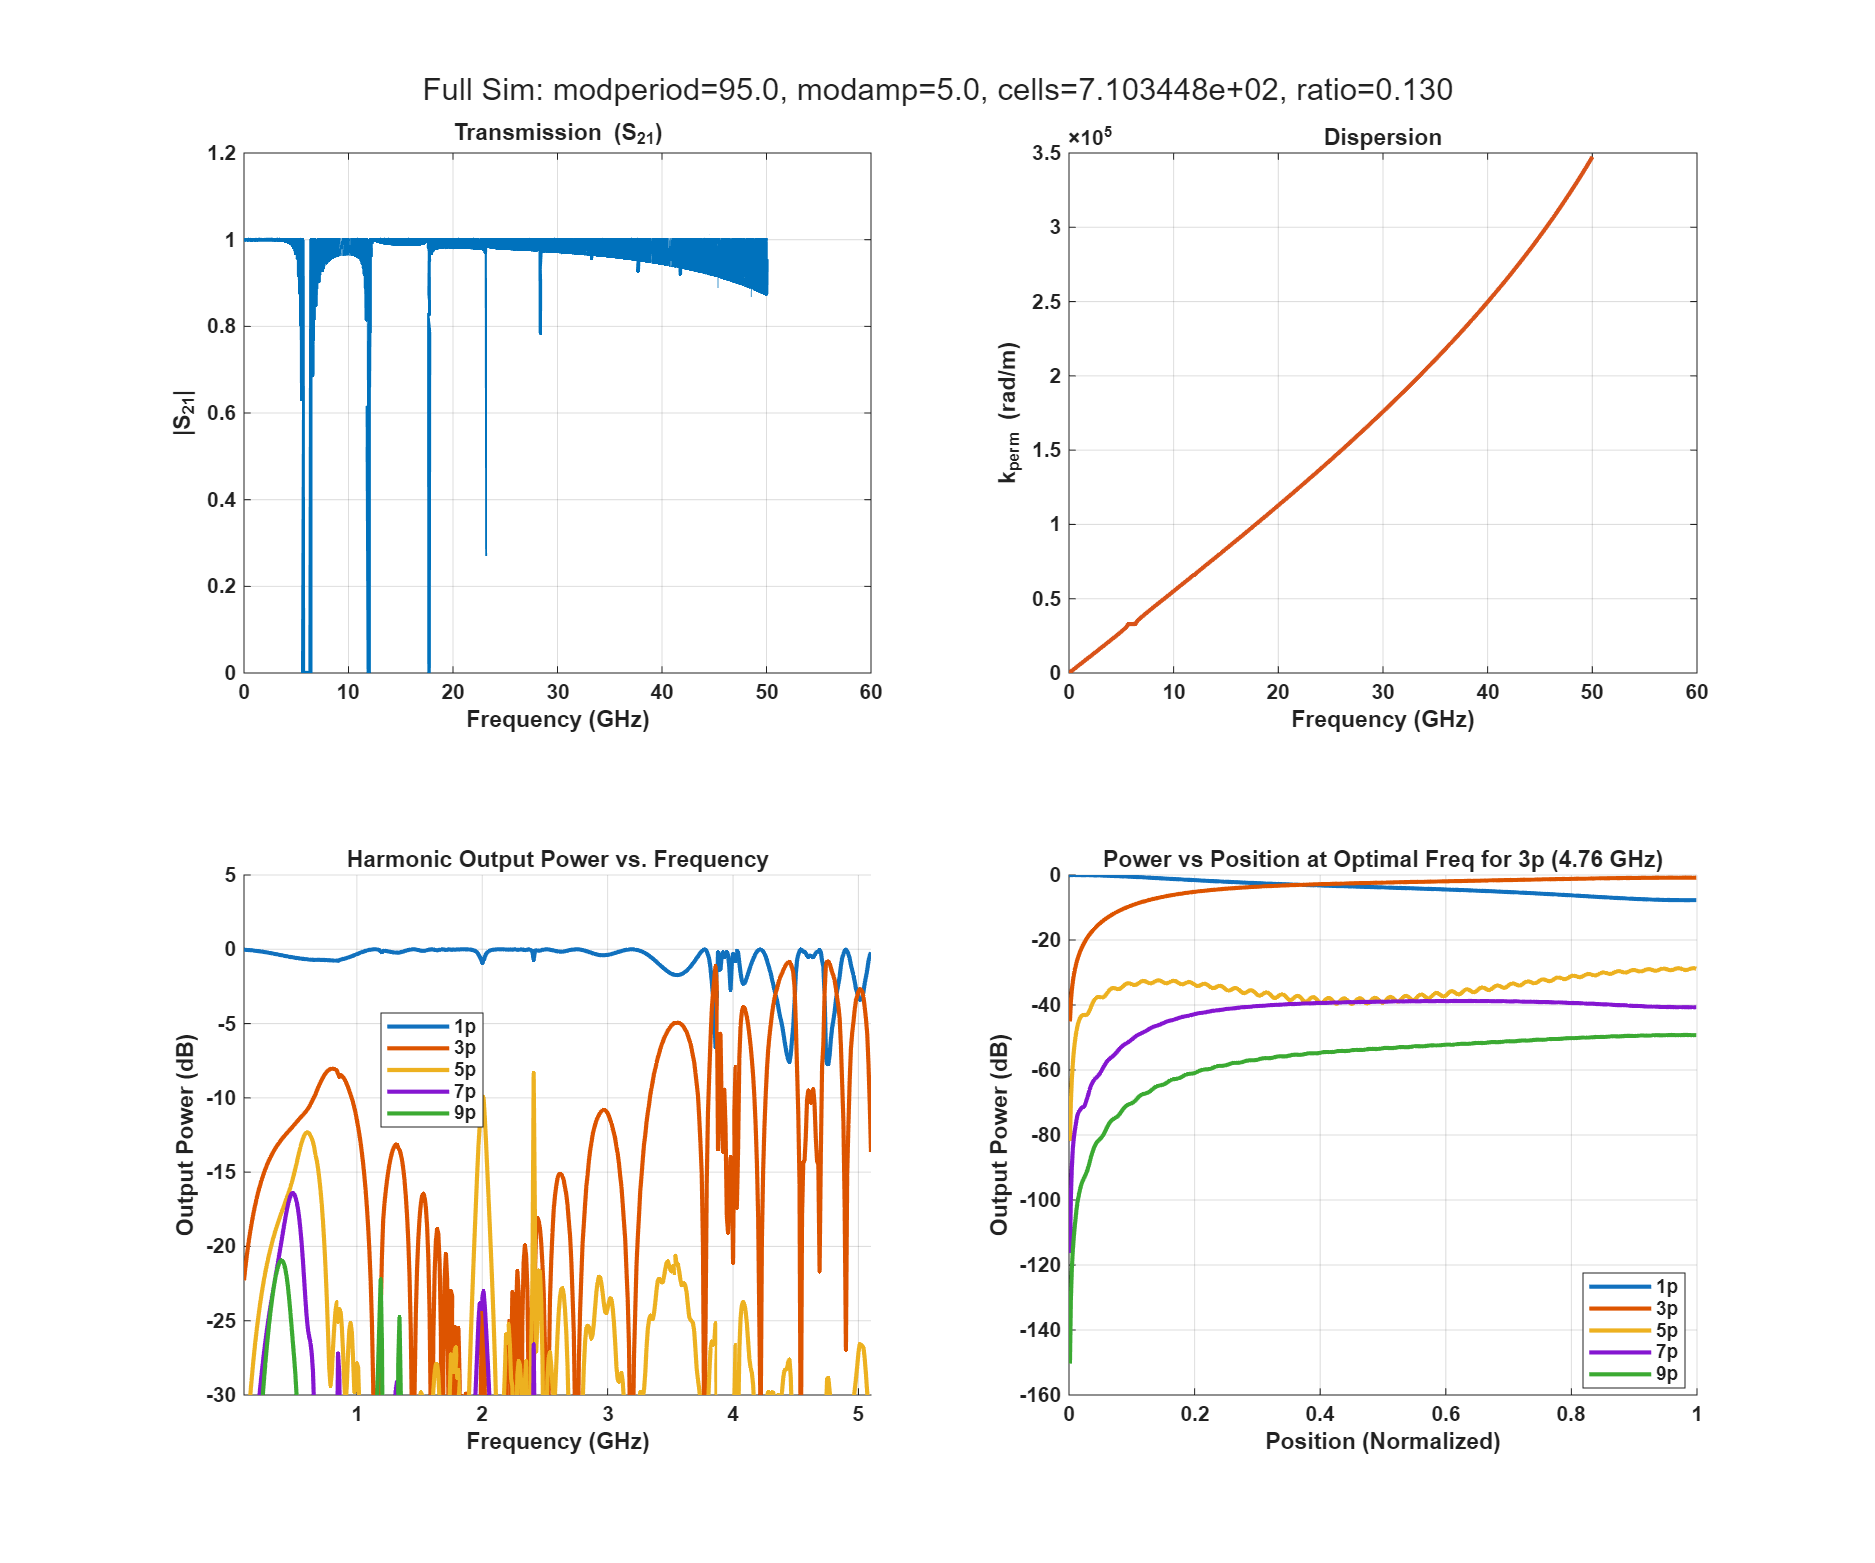 Full Sim: modperiod=95.0, modamp=5.0, cells=7.103448e+02, ratio=0.130
Transmission (S21)
1.2
1
0.8
0.6
0.4
0.2
0
|S21|
0 10 20 30 40 50 60
Frequency (GHz)
×10^5
Dispersion
3.5
3
2.5
2
1.5
1
0.5
0
kperm (rad/m)
0 10 20 30 40 50 60
Frequency (GHz)
Harmonic Output Power vs. Frequency
5
0
-5
-10
-15
-20
-25
-30
Output Power (dB)
1p
3p
5p
7p
9p
1 2 3 4 5
Frequency (GHz)
Power vs Position at Optimal Freq for 3p (4.76 GHz)
0
-20
-40
-60
-80
-100
-120
-140
-160
Output Power (dB)
1p
3p
5p
7p
9p
0 0.2 0.4 0.6 0.8 1
Position (Normalized)